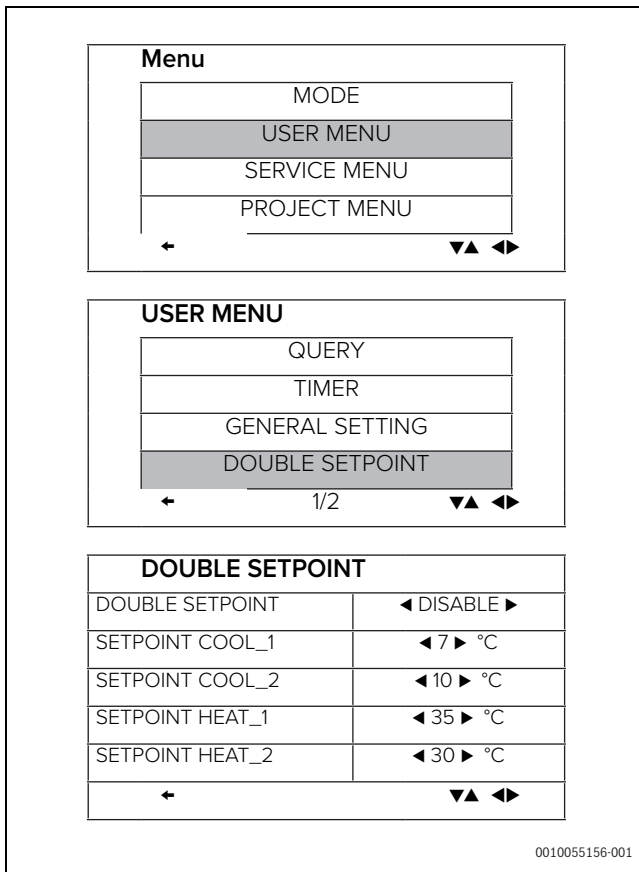 Menu
MODE
USER MENU
SERVICE MENU
PROJECT MENU
← ▼▲ ◀▶
USER MENU
QUERY
TIMER
GENERAL SETTING
DOUBLE SETPOINT
← 1/2 ▼▲ ◀▶
DOUBLE SETPOINT
DOUBLE SETPOINT ◀ DISABLE ▶
SETPOINT COOL_1 ◀ 7 ▶ °C
SETPOINT COOL_2 ◀ 10 ▶ °C
SETPOINT HEAT_1 ◀ 35 ▶ °C
SETPOINT HEAT_2 ◀ 30 ▶ °C
← ▼▲ ◀▶
0010055156-001